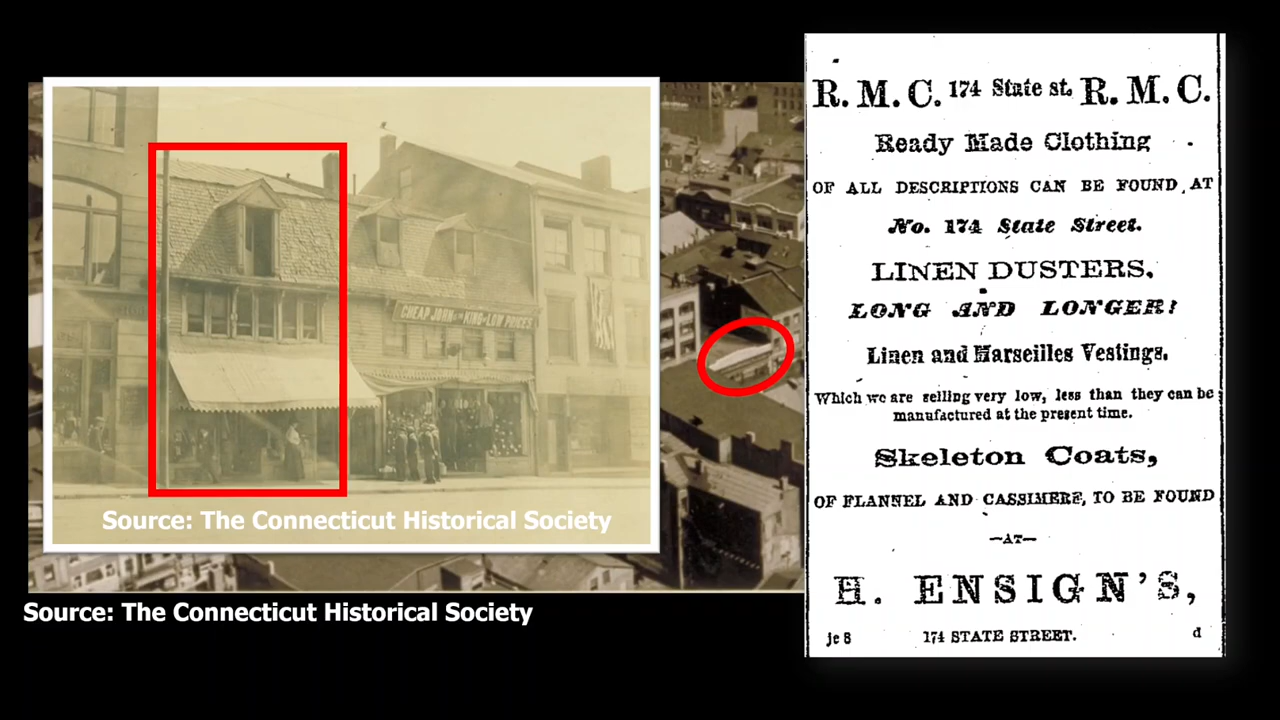 CHEAP JOHN THE KING OF LOW PRICES
Source: The Connecticut Historical Society
Source: The Connecticut Historical Society
R. M. C. 174 State st. R. M. C.
Ready Made Clothing
OF ALL DESCRIPTIONS CAN BE FOUND AT
No. 174 State Street.
LINEN DUSTERS,
LONG AND LONGER!
Linen and Marseilles Vestings,
Which we are selling very low, less than they can be
manufactured at the present time.
Skeleton Coats,
OF FLANNEL AND CASSIMERE, TO BE FOUND
—AT—
H. ENSIGN'S,
je 8 174 STATE STREET. d